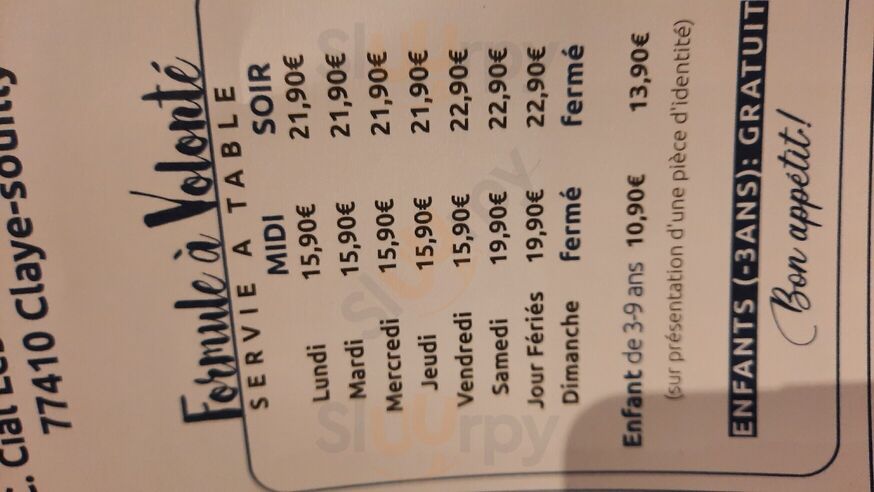 77410 Claye-souilly
Formule à Volonté
SERVIE A TABLE
MIDI SOIR
Lundi 15,90€ 21,90€
Mardi 15,90€ 21,90€
Mercredi 15,90€ 21,90€
Jeudi 15,90€ 21,90€
Vendredi 15,90€ 22,90€
Samedi 19,90€ 22,90€
Jour Fériés 19,90€ 22,90€
Dimanche fermé fermé
Enfant de 3-9 ans 10,90€ 13,90€
(sur présentation d'une pièce d'identité)
ENFANTS (-3ANS): GRATUIT
Bon appétit!
Sluurpy
Sluurpy
Sluurpy